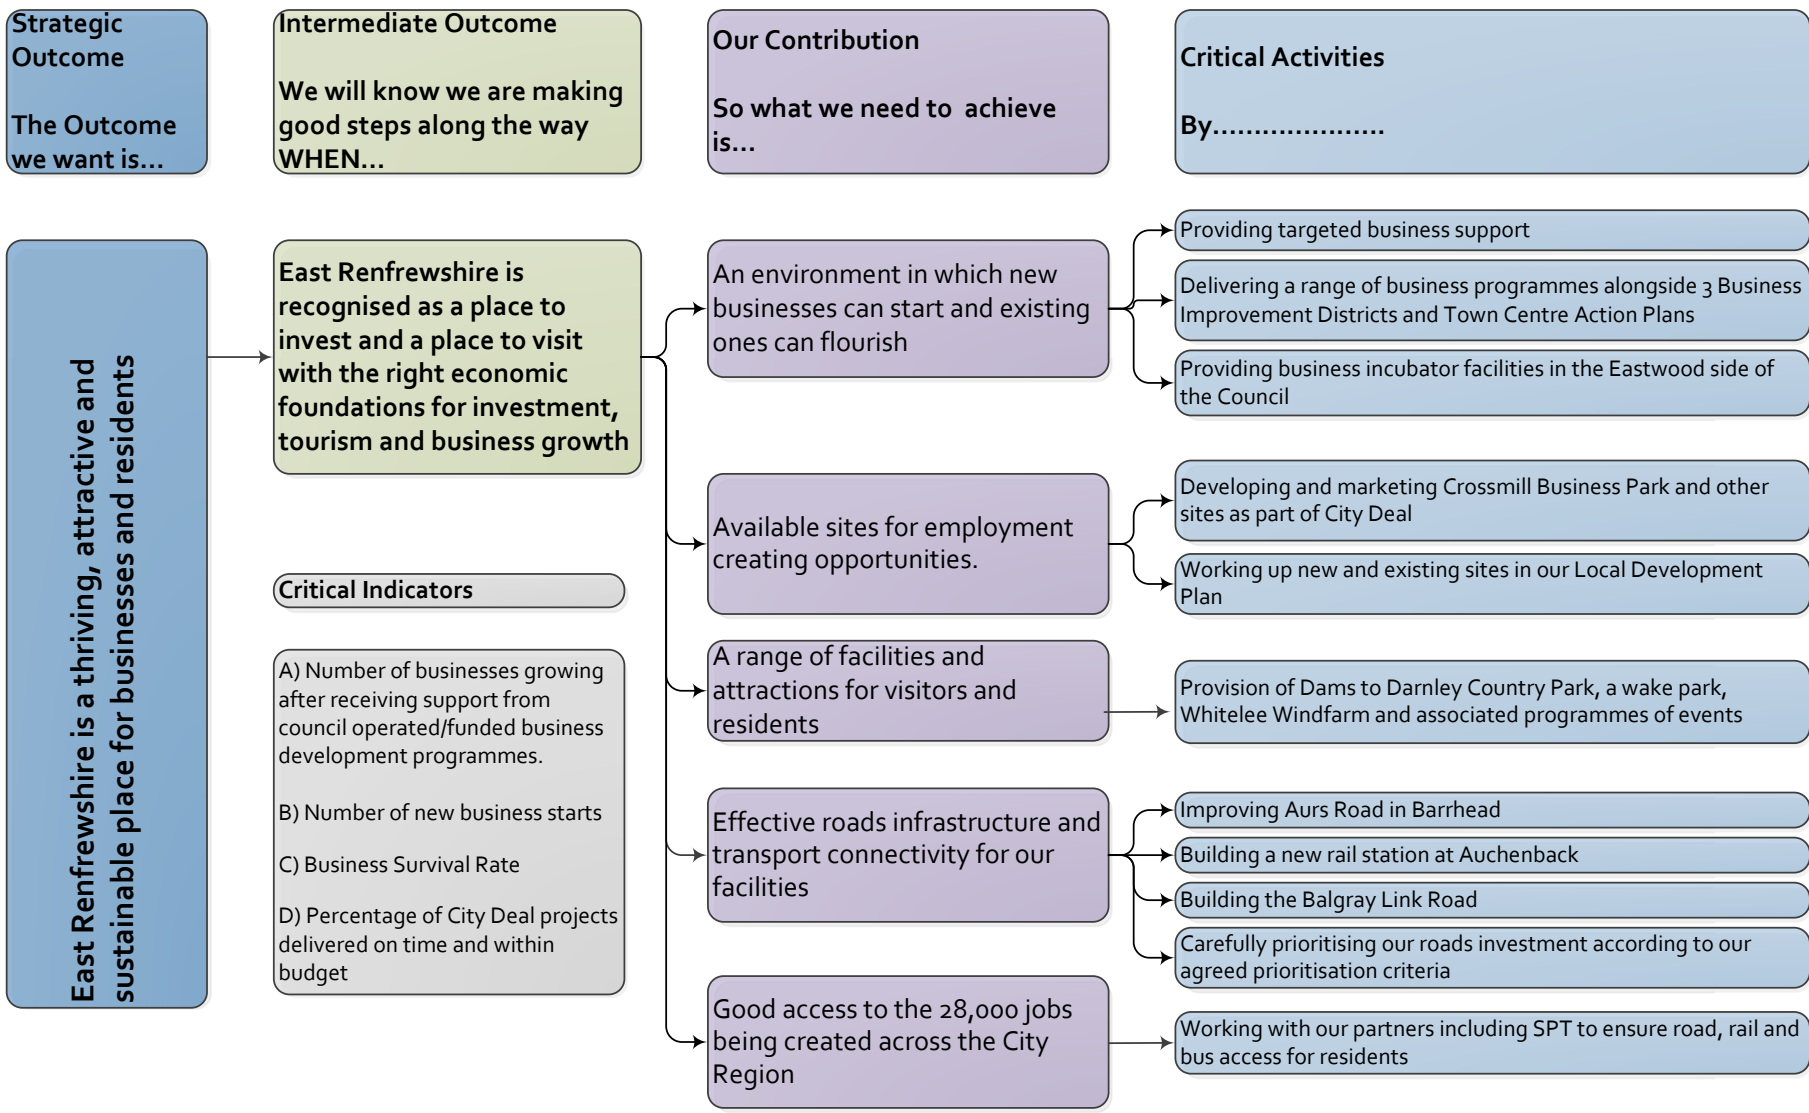 Strategic
Outcome
The Outcome
we want is...
Intermediate Outcome
We will know we are making
good steps along the way
WHEN...
Our Contribution
So what we need to  achieve
is...
Critical Activities
By.....................
East Renfrewshire is a thriving, attractive and
sustainable place for businesses and residents
East Renfrewshire is
recognised as a place to
invest and a place to visit
with the right economic
foundations for investment,
tourism and business growth
Critical Indicators
A) Number of businesses growing
after receiving support from
council operated/funded business
development programmes.
B) Number of new business starts
C) Business Survival Rate
D) Percentage of City Deal projects
delivered on time and within
budget
An environment in which new
businesses can start and existing
ones can flourish
Available sites for employment
creating opportunities.
A range of facilities and
attractions for visitors and
residents
Effective roads infrastructure and
transport connectivity for our
facilities
Good access to the 28,000 jobs
being created across the City
Region
Providing targeted business support
Delivering a range of business programmes alongside 3 Business
Improvement Districts and Town Centre Action Plans
Providing business incubator facilities in the Eastwood side of
the Council
Developing and marketing Crossmill Business Park and other
sites as part of City Deal
Working up new and existing sites in our Local Development
Plan
Provision of Dams to Darnley Country Park, a wake park,
Whitelee Windfarm and associated programmes of events
Improving Aurs Road in Barrhead
Building a new rail station at Auchenback
Building the Balgray Link Road
Carefully prioritising our roads investment according to our
agreed prioritisation criteria
Working with our partners including SPT to ensure road, rail and
bus access for residents